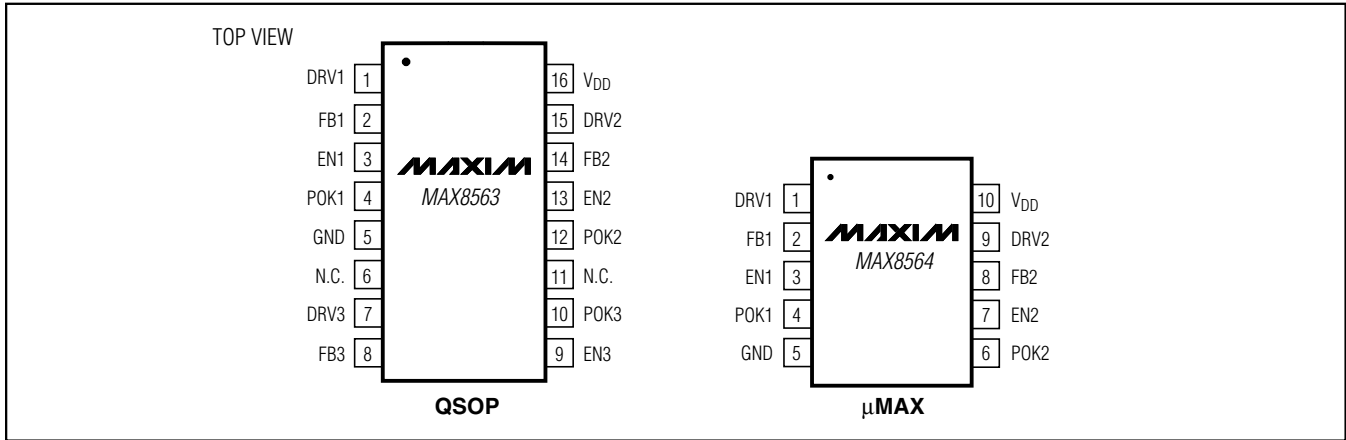 TOP VIEW
DRV1 1
FB1 2
EN1 3
POK1 4
GND 5
N.C. 6
DRV3 7
FB3 8
MAXIM
MAX8563
16 VDD
15 DRV2
14 FB2
13 EN2
12 POK2
11 N.C.
10 POK3
9 EN3
QSOP
DRV1 1
FB1 2
EN1 3
POK1 4
GND 5
MAXIM
MAX8564
10 VDD
9 DRV2
8 FB2
7 EN2
6 POK2
μMAX